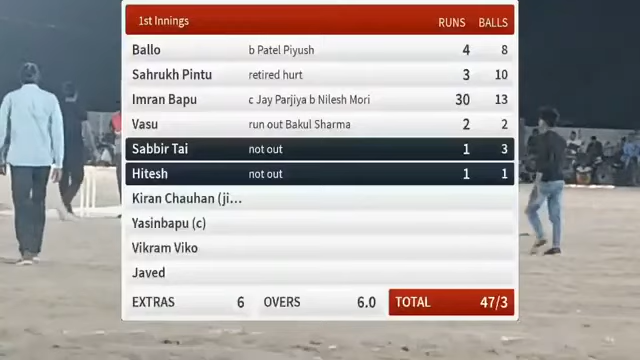 1st Innings RUNS BALLS
Ballo b Patel Piyush 4 8
Sahrukh Pintu retired hurt 3 10
Imran Bapu c Jay Parjiya b Nilesh Mori 30 13
Vasu run out Bakul Sharma 2 2
Sabbir Tai not out 1 3
Hitesh not out 1 1
Kiran Chauhan (ji...
Yasinbapu (c)
Vikram Viko
Javed
EXTRAS 6 OVERS 6.0 TOTAL 47/3